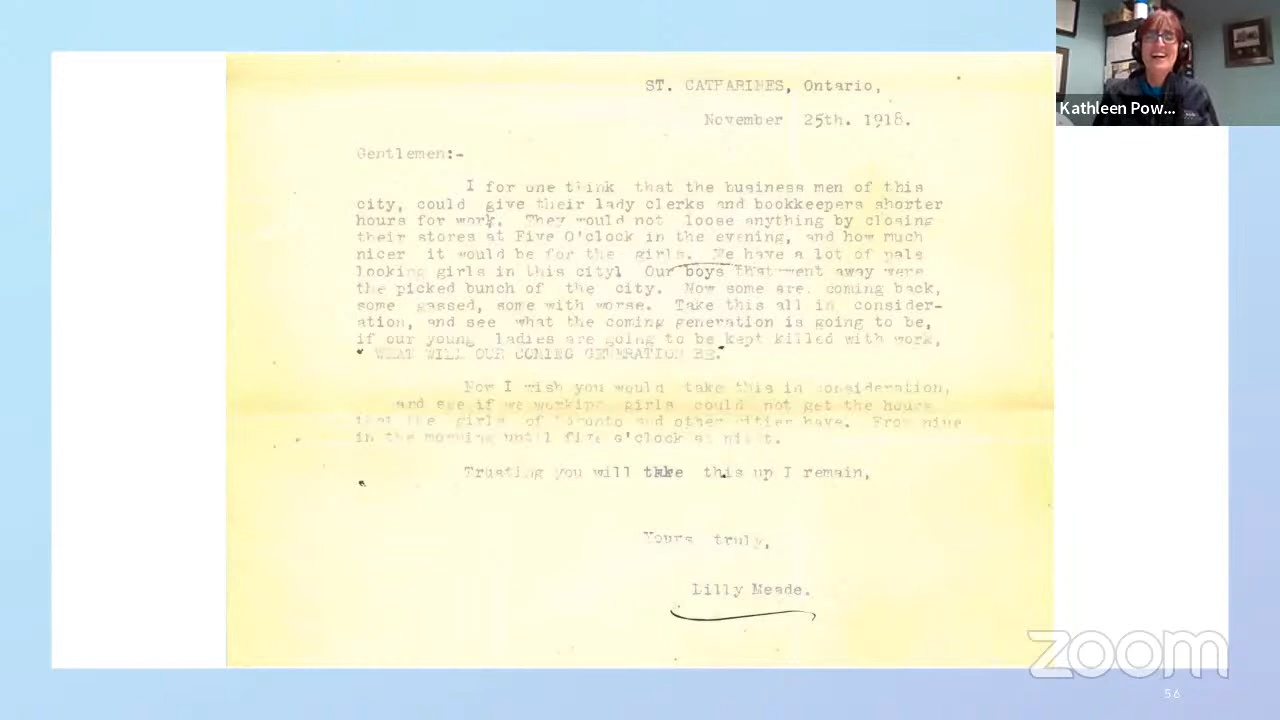 ST. CATHARINES, Ontario,
November 25th. 1918.
Gentlemen:-
I for one think that the business men of this
city, could give their lady clerks and bookkeepers shorter
hours for work. They would not loose anything by closing
their stores at Five O'clock in the evening, and how much
nicer it would be for the girls. We have a lot of pale
looking girls in this city! Our boys that went away were
the picked bunch of the city. Now some are coming back,
some gassed, some with worse. Take this all in consider-
ation, and see what the coming generation is going to be,
if our young ladies are going to be kept killed with work,
WHAT WILL OUR COMING GENERATION BE.
Now I wish you would take this in consideration,
and see if we working girls could not get the hours
that the girls of Toronto and other cities have. From nine
in the morning until five o'clock at night.
Trusting you will take this up I remain,
Yours truly,
Lilly Meade.
Kathleen Pow...
zoom
56